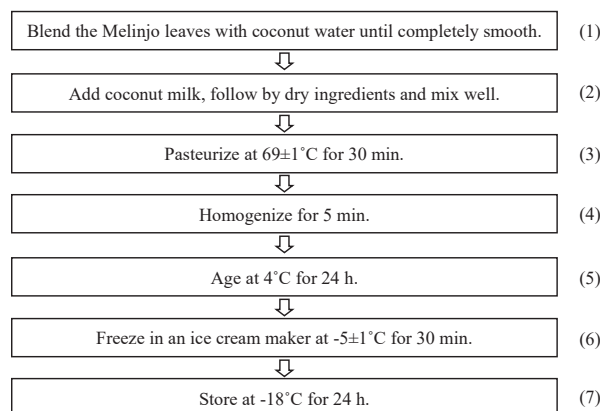 Blend the Melinjo leaves with coconut water until completely smooth. (1)
Add coconut milk, follow by dry ingredients and mix well. (2)
Pasteurize at 69±1˚C for 30 min. (3)
Homogenize for 5 min. (4)
Age at 4˚C for 24 h. (5)
Freeze in an ice cream maker at -5±1˚C for 30 min. (6)
Store at -18˚C for 24 h. (7)